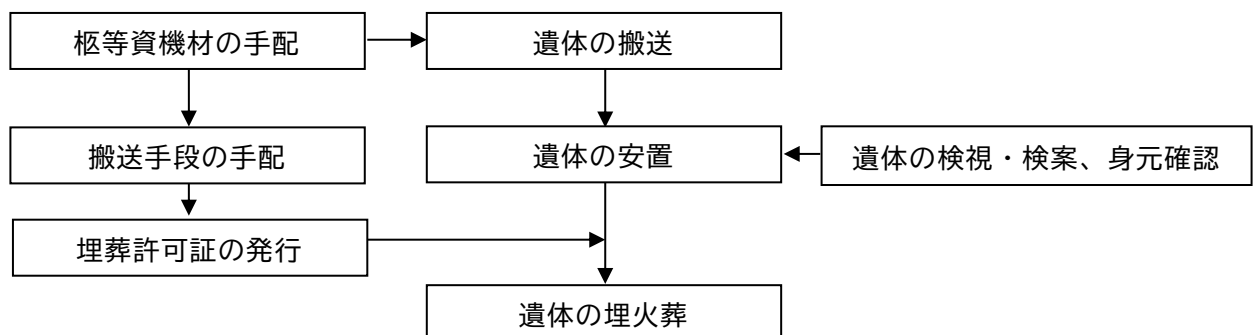 柩等資機材の手配
遺体の搬送
搬送手段の手配
遺体の安置
遺体の検視・検案、身元確認
埋葬許可証の発行
遺体の埋火葬